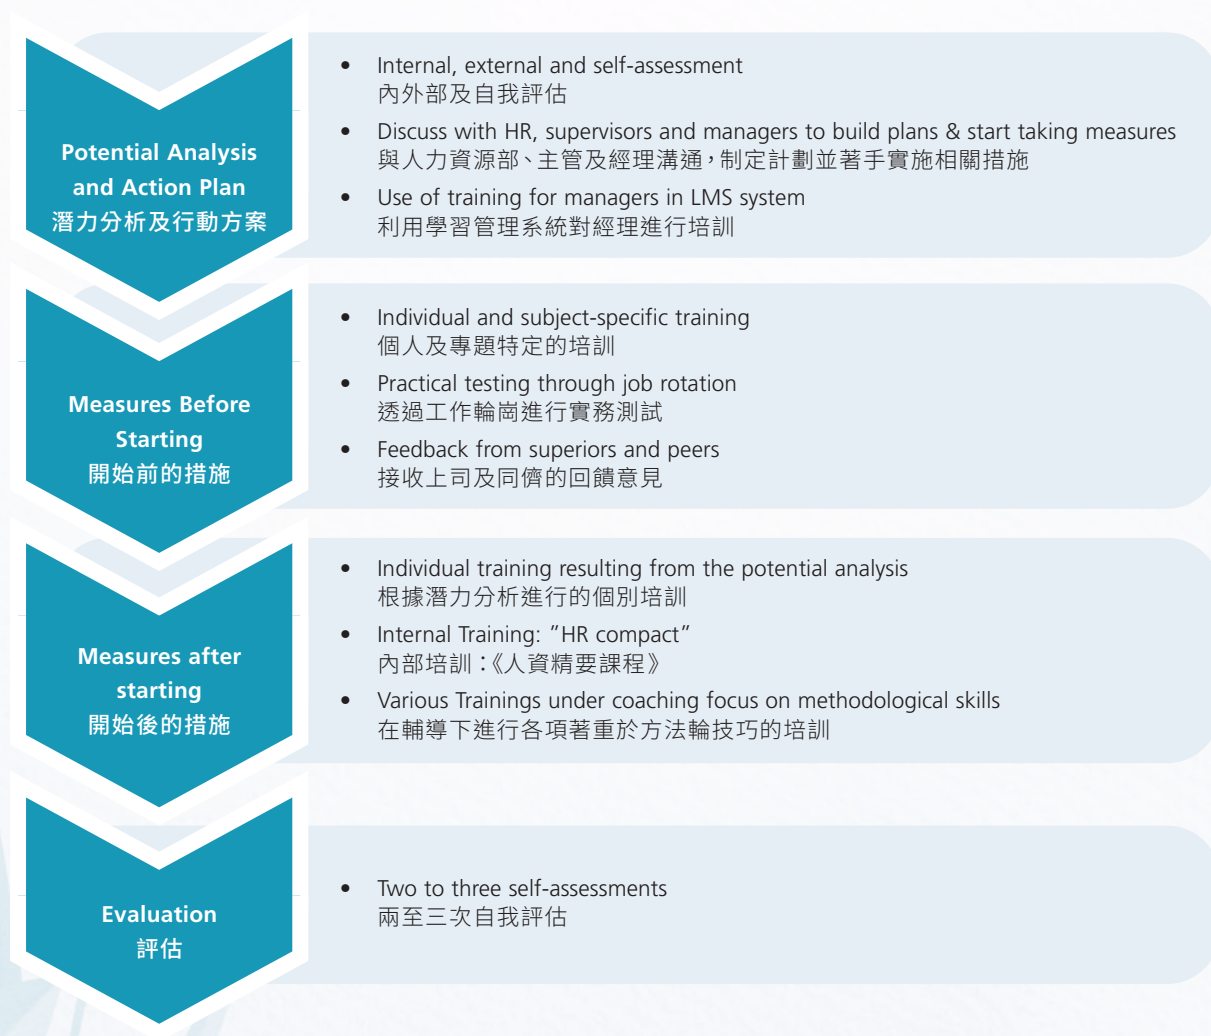 Potential Analysis
and Action Plan
潛力分析及行動方案
• Internal, external and self-assessment
內外部及自我評估
• Discuss with HR, supervisors and managers to build plans & start taking measures
與人力資源部、主管及經理溝通，制定計劃並著手實施相關措施
• Use of training for managers in LMS system
利用學習管理系統對經理進行培訓
Measures Before
Starting
開始前的措施
• Individual and subject-specific training
個人及專題特定的培訓
• Practical testing through job rotation
透過工作輪崗進行實務測試
• Feedback from superiors and peers
接收上司及同儕的回饋意見
Measures after
starting
開始後的措施
• Individual training resulting from the potential analysis
根據潛力分析進行的個別培訓
• Internal Training: ”HR compact”
內部培訓：《人資精要課程》
• Various Trainings under coaching focus on methodological skills
在輔導下進行各項著重於方法輪技巧的培訓
Evaluation
評估
• Two to three self-assessments
兩至三次自我評估